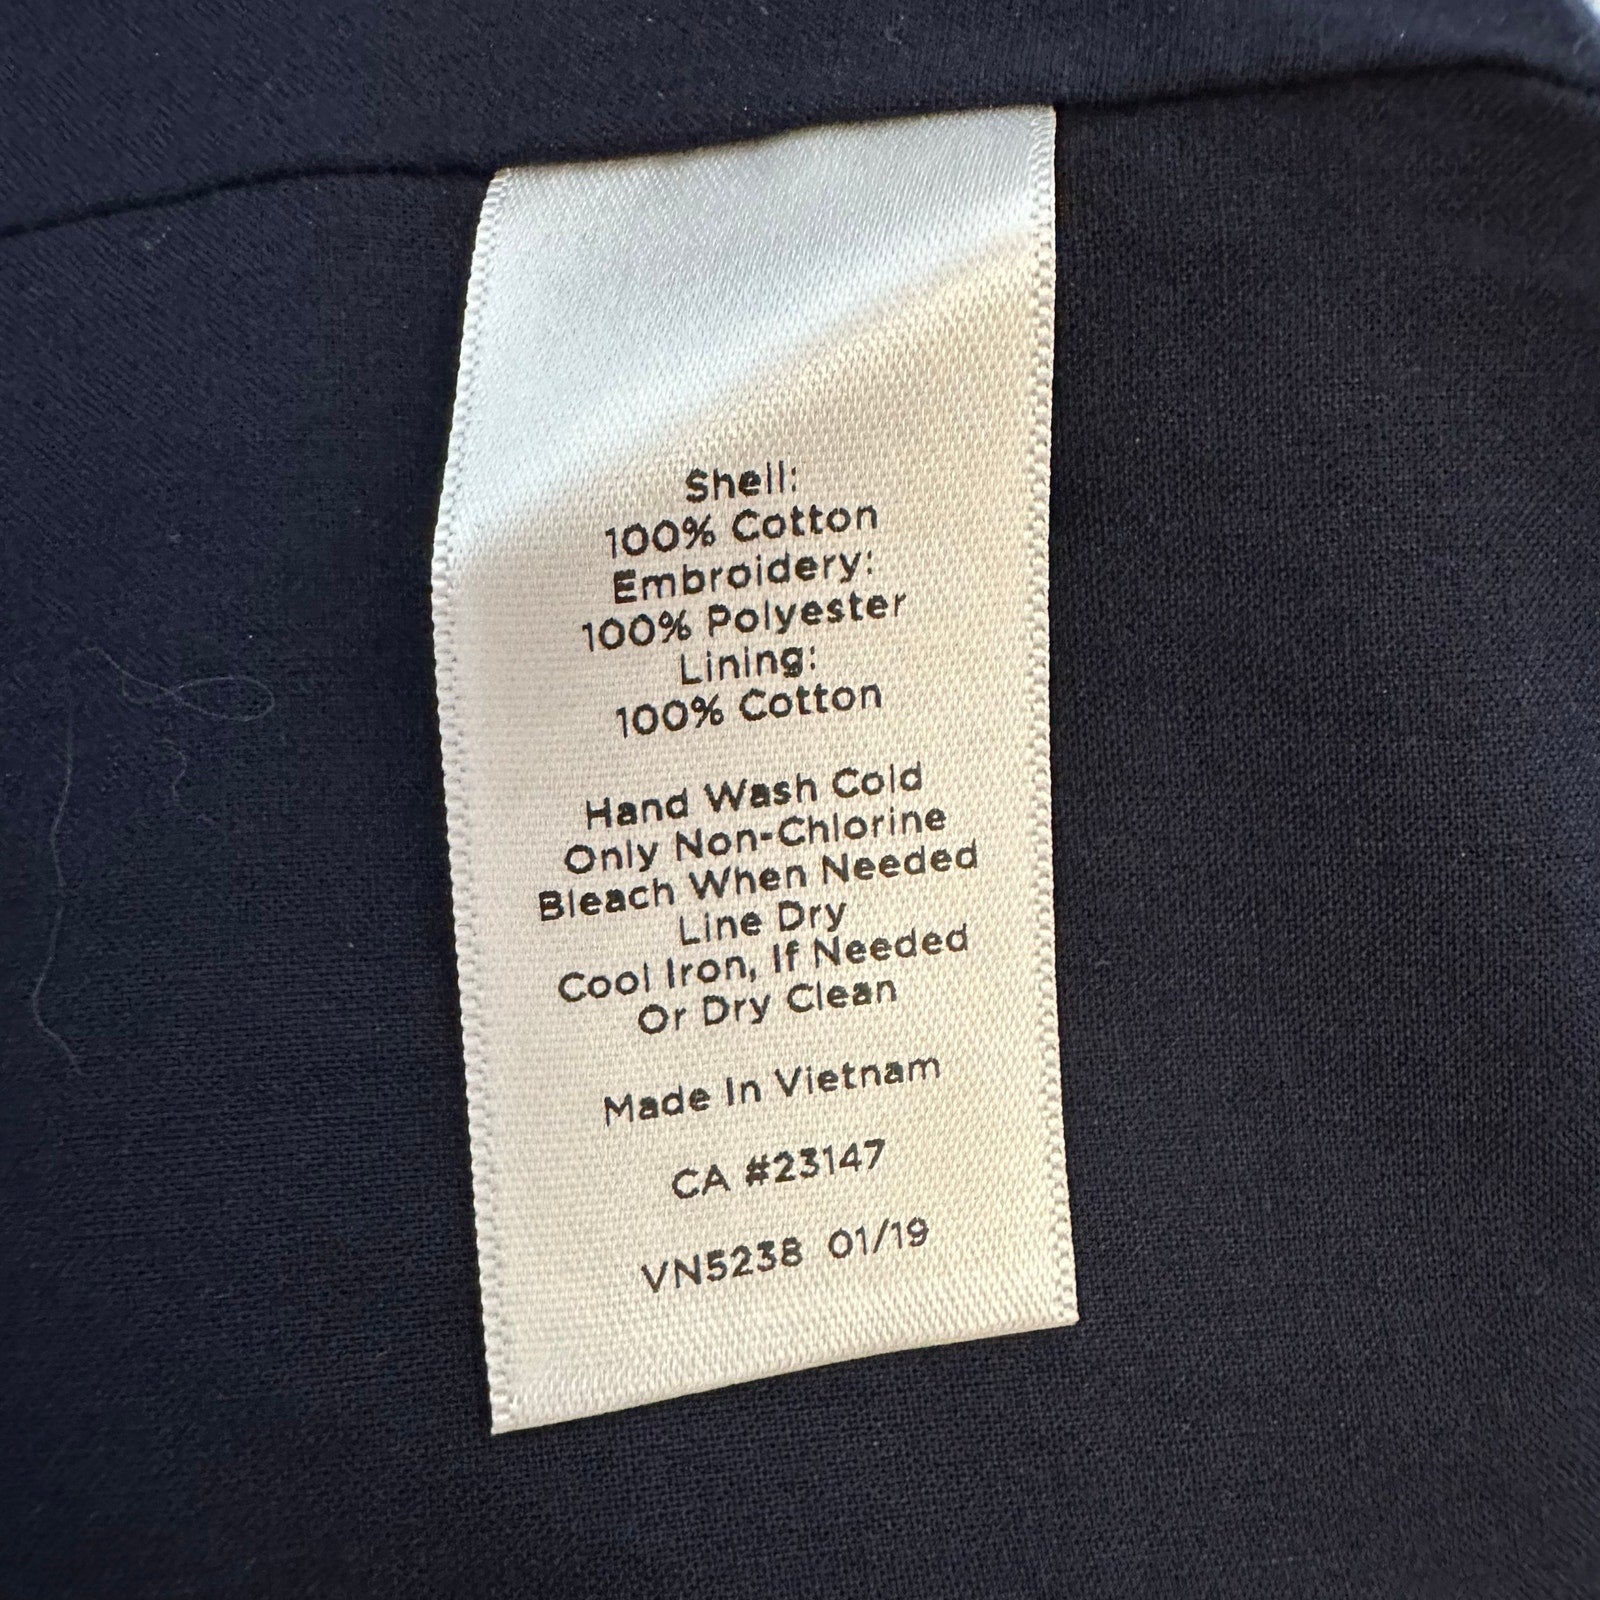 Shell:
100% Cotton
Embroidery:
100% Polyester
Lining:
100% Cotton
Hand Wash Cold
Only Non-Chlorine
Bleach When Needed
Line Dry
Cool Iron, If Needed
Or Dry Clean
Made In Vietnam
CA #23147
VN5238 01/19